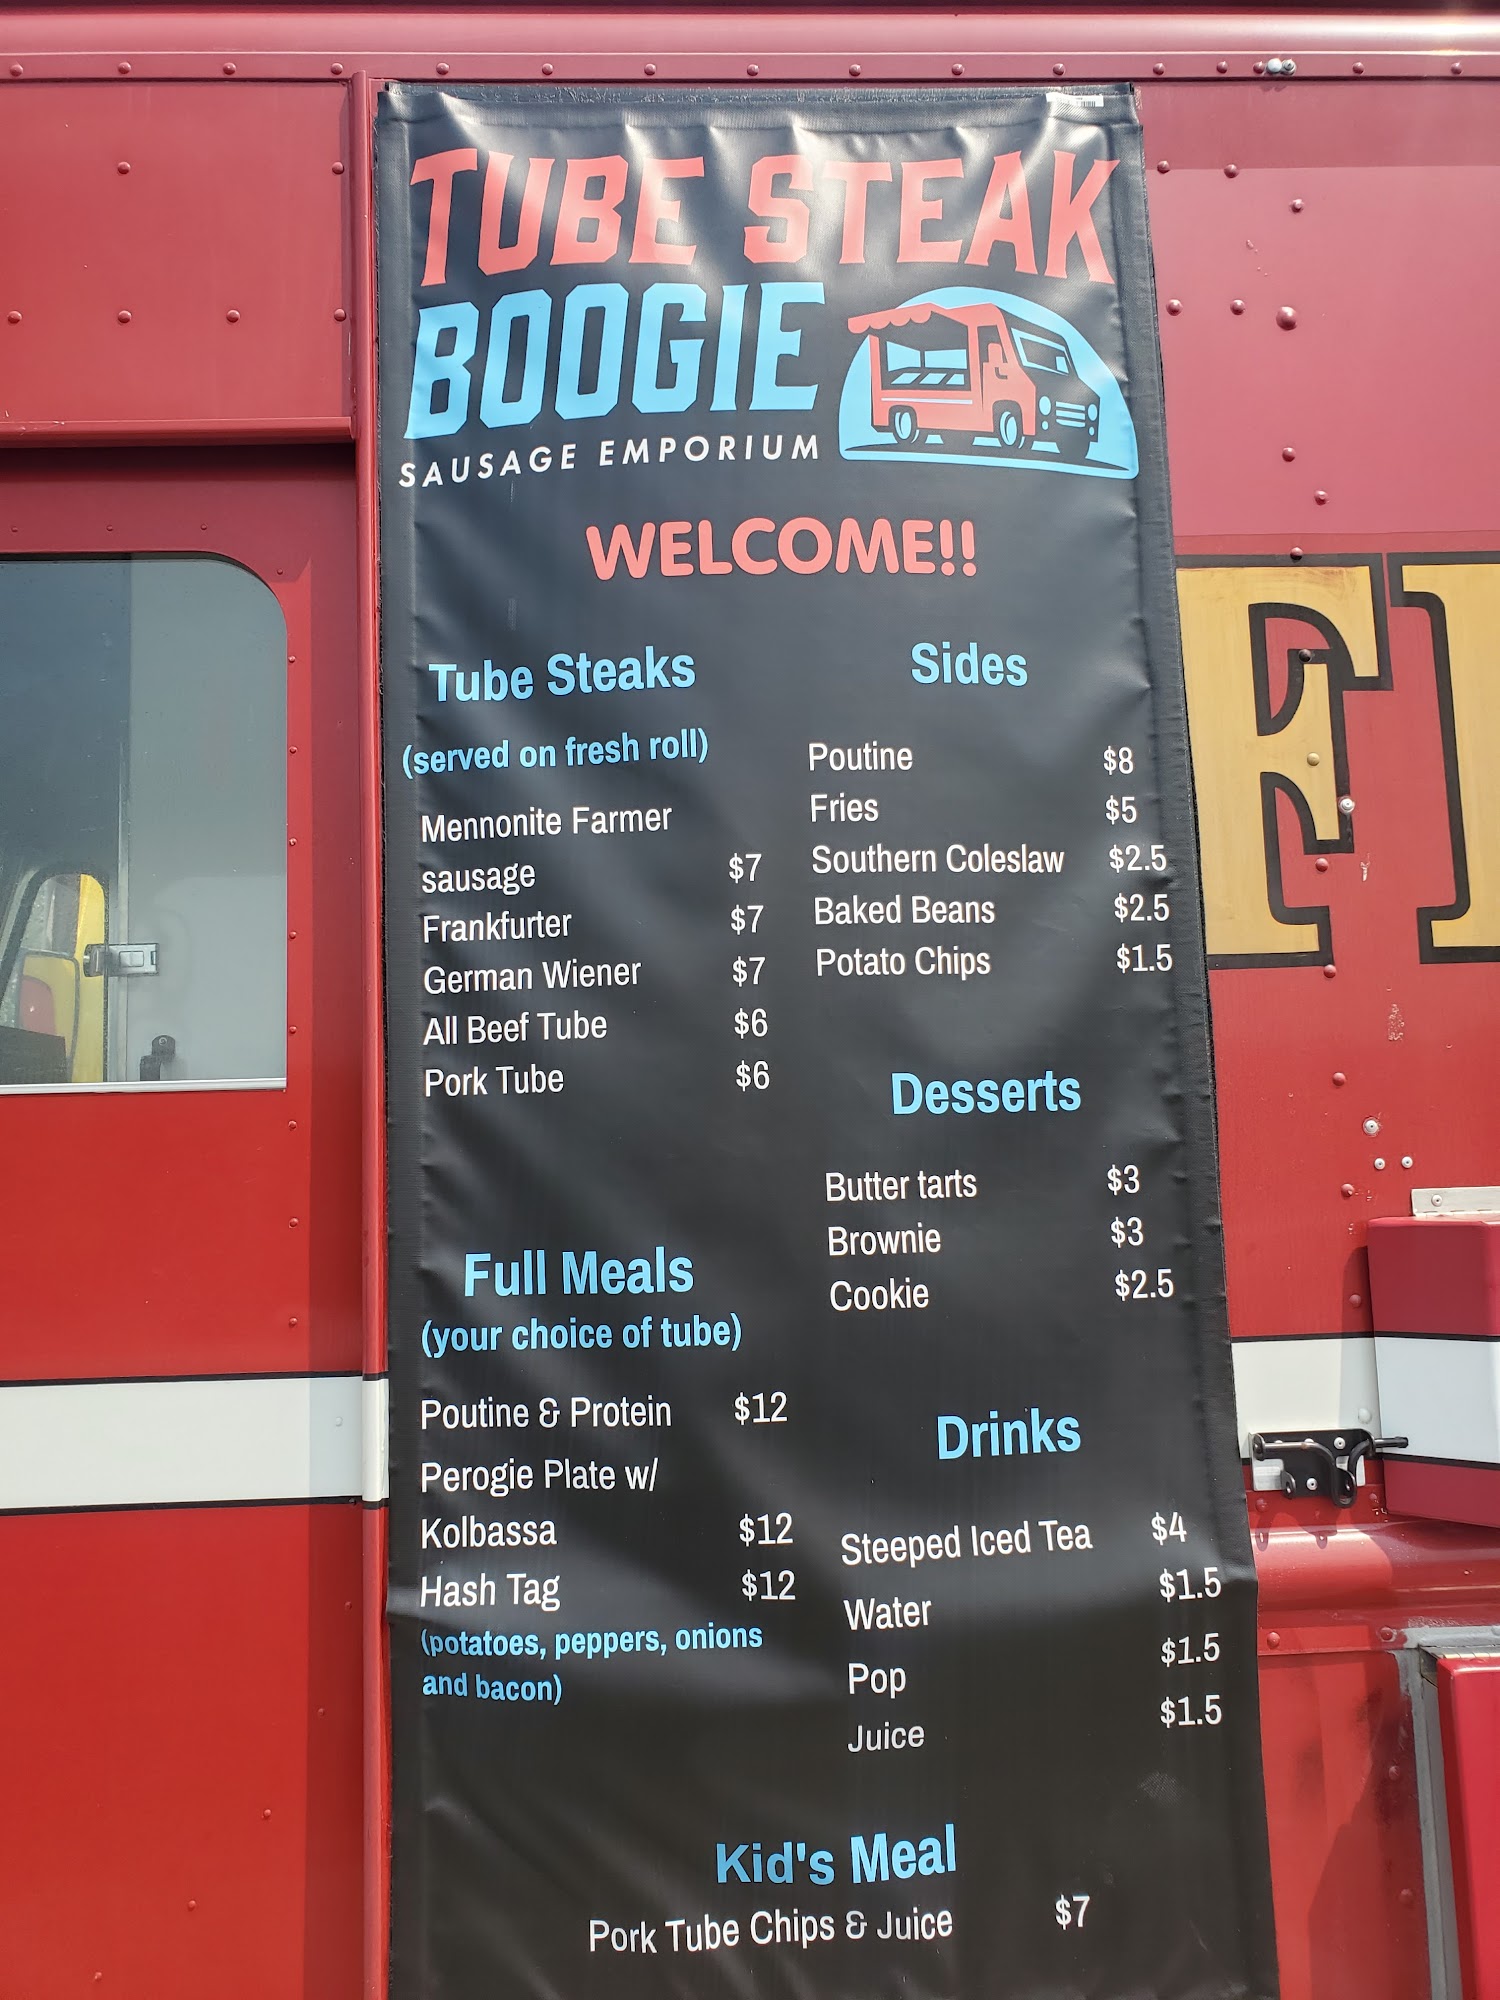 TUBE STEAK
BOOGIE
SAUSAGE EMPORIUM
WELCOME!!
Tube Steaks
(served on fresh roll)
Mennonite Farmer
sausage $7
Frankfurter $7
German Wiener $7
All Beef Tube $6
Pork Tube $6
Full Meals
(your choice of tube)
Poutine & Protein $12
Perogie Plate w/
Kolbassa $12
Hash Tag $12
(potatoes, peppers, onions
and bacon)
Sides
Poutine $8
Fries $5
Southern Coleslaw $2.5
Baked Beans $2.5
Potato Chips $1.5
Desserts
Butter tarts $3
Brownie $3
Cookie $2.5
Drinks
Steeped Iced Tea $4
Water $1.5
Pop $1.5
Juice $1.5
Kid's Meal
Pork Tube Chips & Juice $7